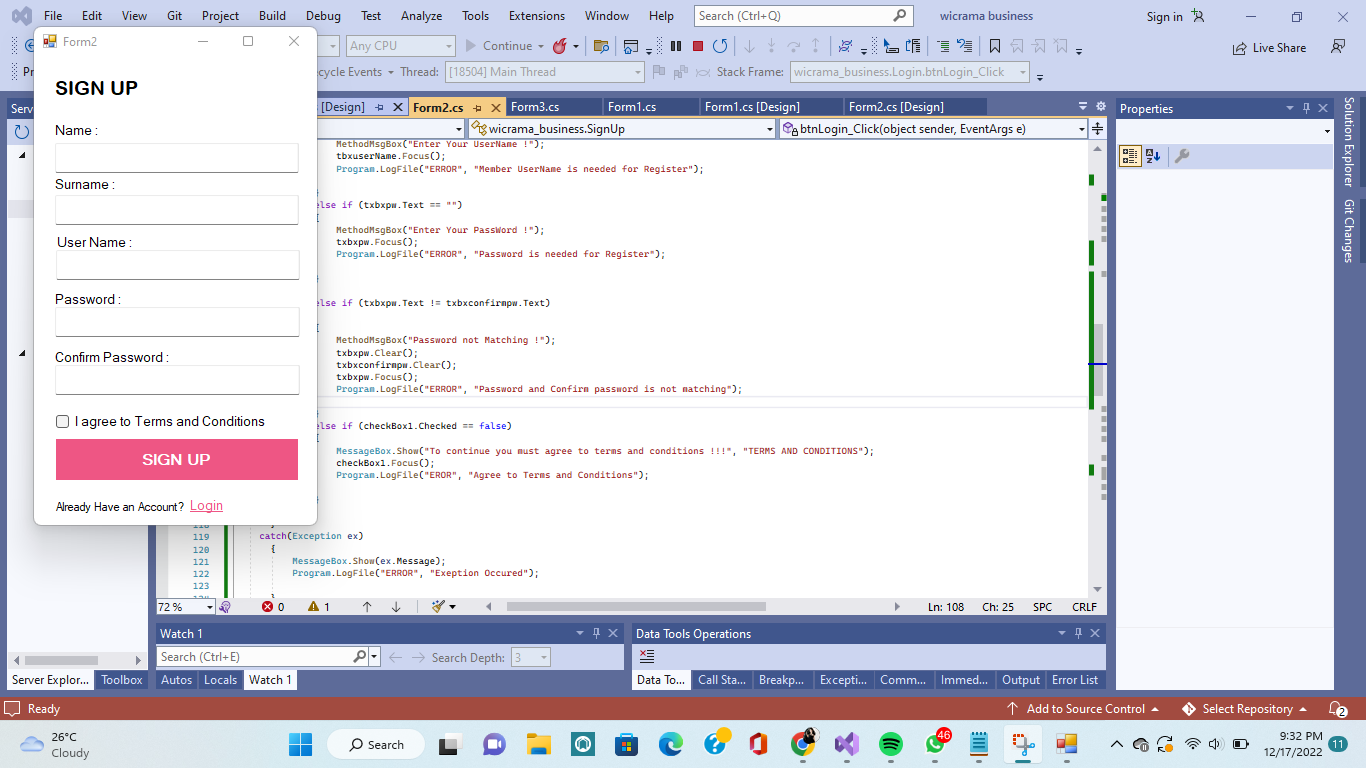 File Edit View Git Project Build Debug Test Analyze Tools Extensions Window Help Search (Ctrl+Q) wicrama business Sign in
Any CPU Continue Live Share
cycle Events Thread: [18504] Main Thread Stack Frame: wicrama_business.Login.btnLogin_Click
Form2
SIGN UP
Name :
Surname :
User Name :
Password :
Confirm Password :
I agree to Terms and Conditions
SIGN UP
Already Have an Account? Login
[Design] Form2.cs Form3.cs Form1.cs Form1.cs [Design] Form2.cs [Design]
wicrama_business.SignUp btnLogin_Click(object sender, EventArgs e)
MethodMsgBox("Enter Your UserName !");
tbxuserName.Focus();
Program.LogFile("ERROR", "Member UserName is needed for Register");
}
else if (txbxpw.Text == "")
{
MethodMsgBox("Enter Your PassWord !");
txbxpw.Focus();
Program.LogFile("ERROR", "Password is needed for Register");
}
else if (txbxpw.Text != txbxconfirmpw.Text)
{
MethodMsgBox("Password not Matching !");
txbxpw.Clear();
txbxconfirmpw.Clear();
txbxpw.Focus();
Program.LogFile("ERROR", "Password and Confirm password is not matching");
}
else if (checkBox1.Checked == false)
{
MessageBox.Show("To continue you must agree to terms and conditions !!!", "TERMS AND CONDITIONS");
checkBox1.Focus();
Program.LogFile("EROR", "Agree to Terms and Conditions");
}
118 }
119 catch(Exception ex)
120 {
121 MessageBox.Show(ex.Message);
122 Program.LogFile("ERROR", "Exeption Occured");
123
124 }
72 % 0 1 Ln: 108 Ch: 25 SPC CRLF
Properties
Solution Explorer
Git Changes
Watch 1
Search (Ctrl+E) Search Depth: 3
Data Tools Operations
Server Explor... Toolbox Autos Locals Watch 1 Data To... Call Sta... Breakp... Excepti... Comm... Immed... Output Error List
Ready Add to Source Control Select Repository 2
26°C
Cloudy
Search
46
9:32 PM
12/17/2022
11